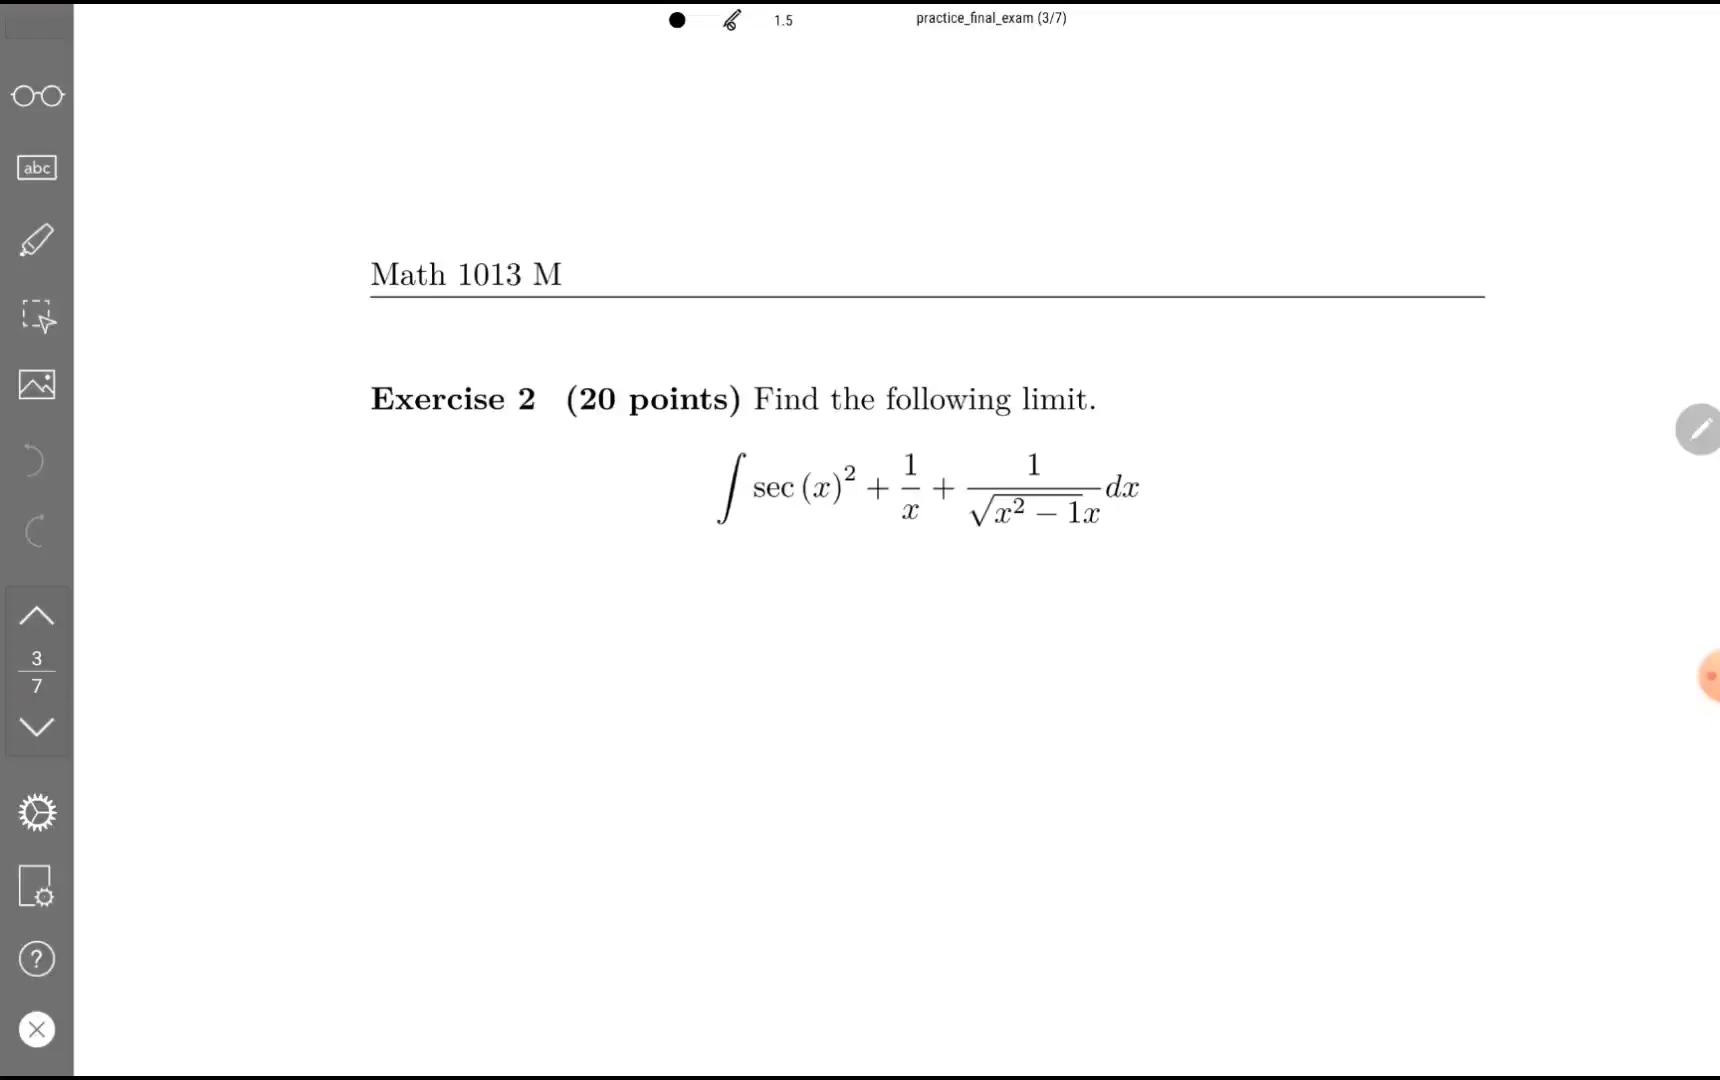 1.5 practice_final_exam (3/7)
abc
Math 1013 M
Exercise 2 (20 points) Find the following limit.
∫ sec (x)² + 1/x + 1/(√(x² − 1)x) dx
3
7
?